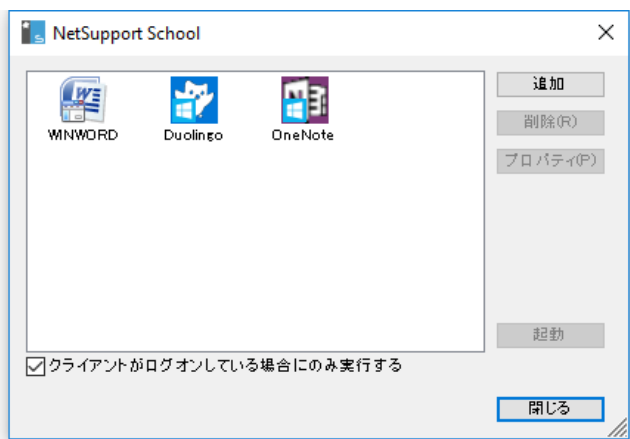 NetSupport School
WINWORD
Duolingo
OneNote
追加
削除(R)
プロパティ(P)
起動
クライアントがログオンしている場合にのみ実行する
閉じる